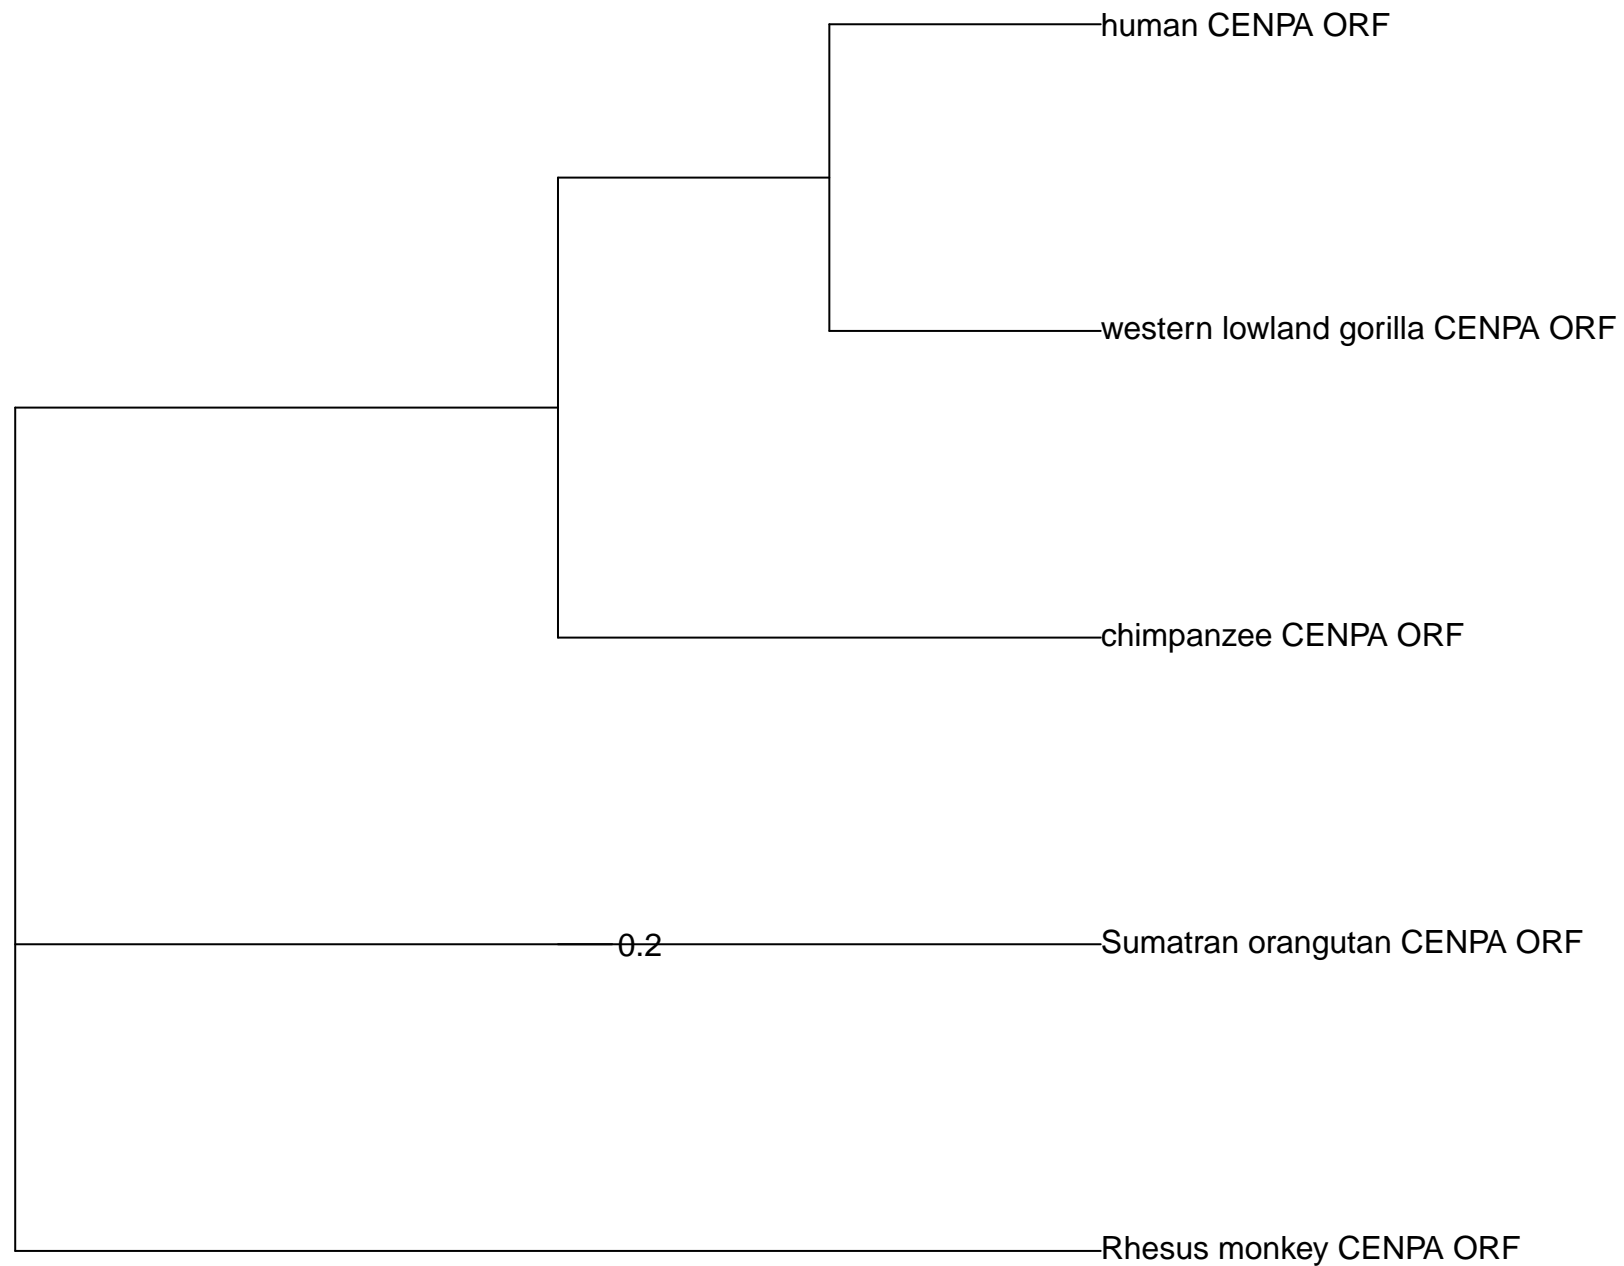 human CENPA ORF
western lowland gorilla CENPA ORF
chimpanzee CENPA ORF
0.2
Sumatran orangutan CENPA ORF
Rhesus monkey CENPA ORF